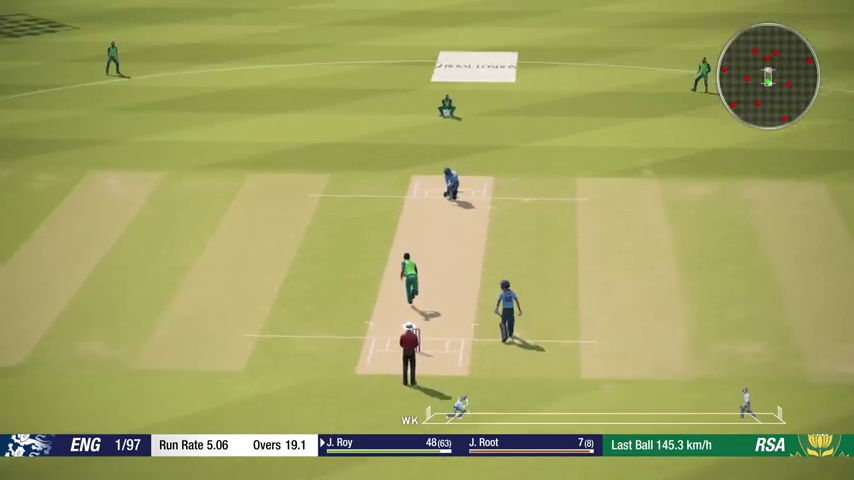 ROYAL LONDON
WK
ENG 1/97 Run Rate 5.06 Overs 19.1 J. Roy 48(63) J. Root 7(8) Last Ball 145.3 km/h RSA